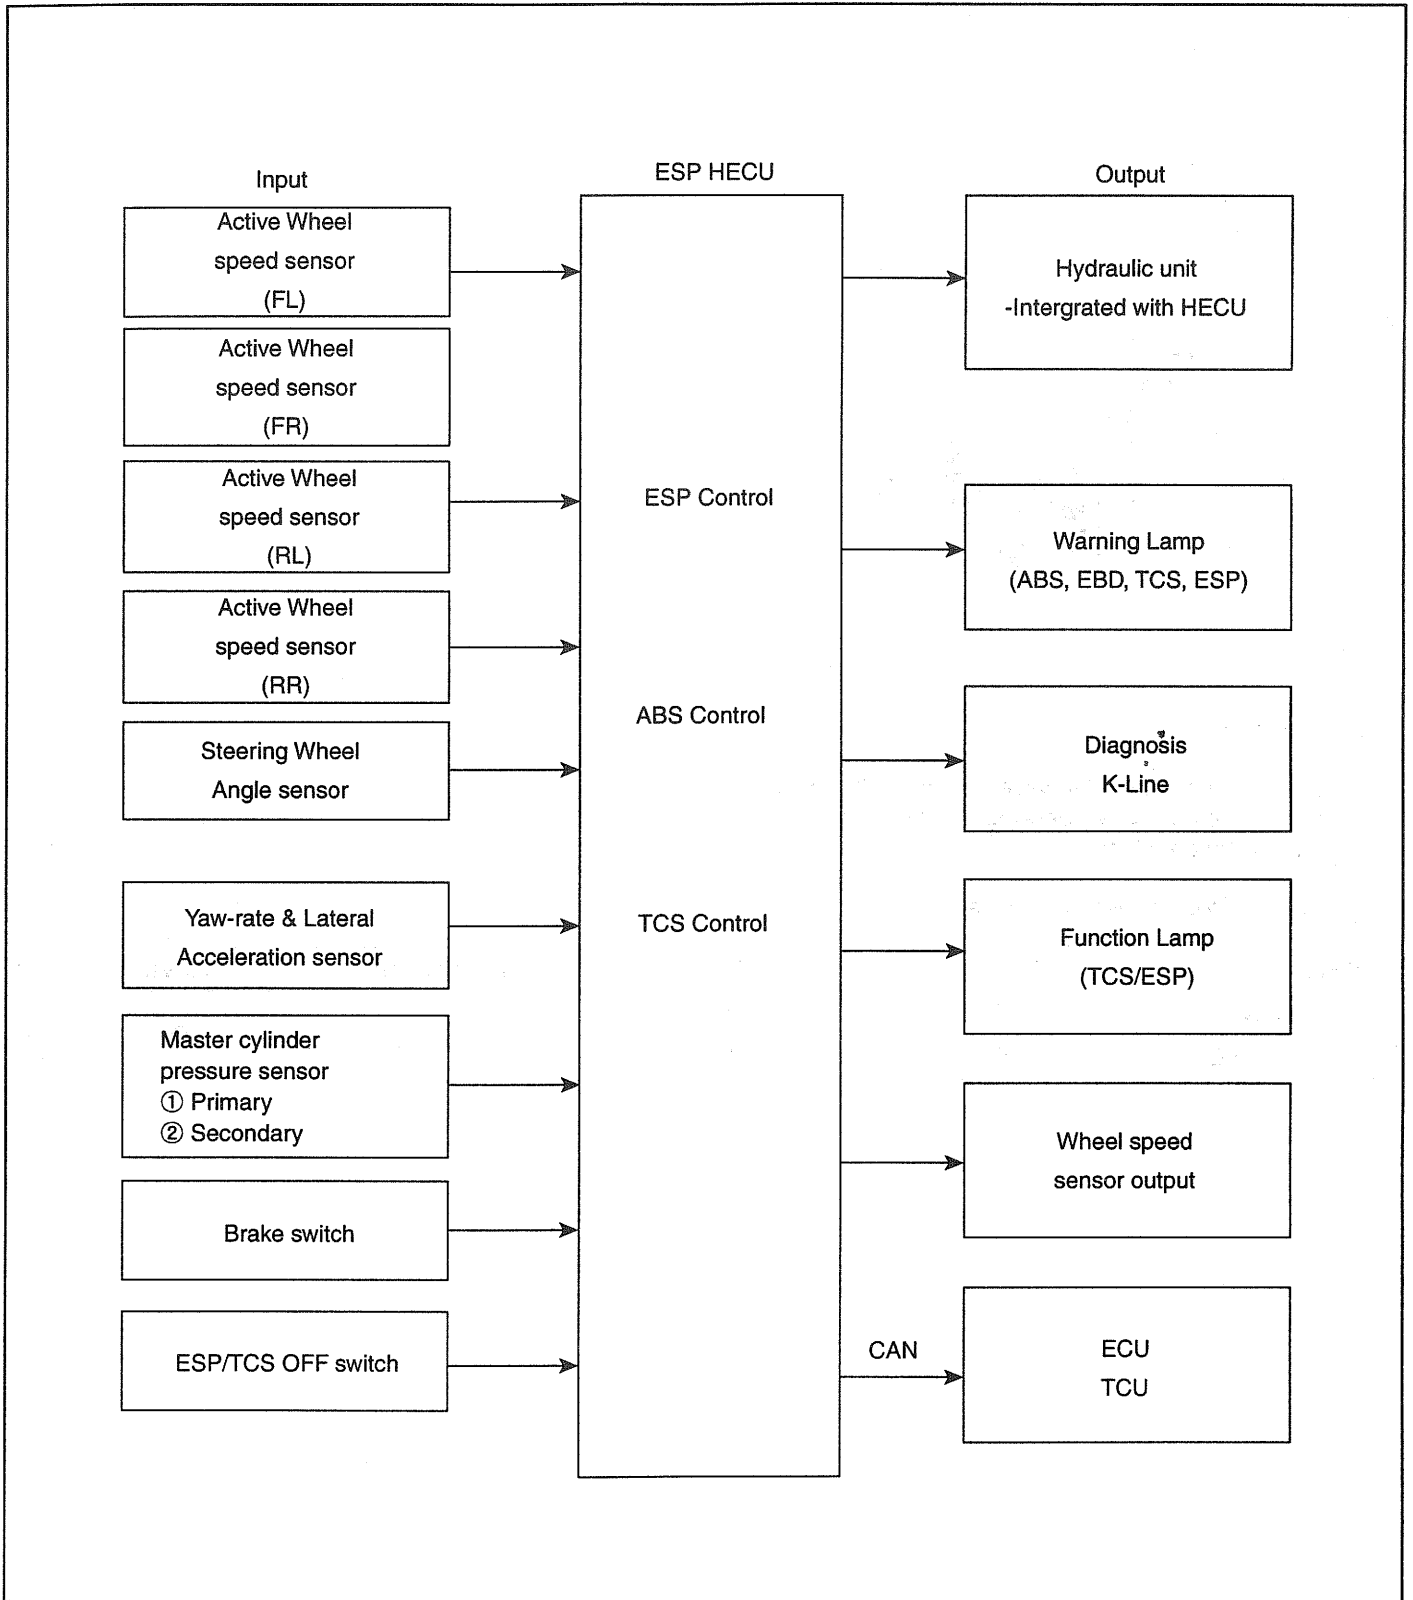 Input
Active Wheel
speed sensor
(FL)
Active Wheel
speed sensor
(FR)
Active Wheel
speed sensor
(RL)
Active Wheel
speed sensor
(RR)
Steering Wheel
Angle sensor
Yaw-rate & Lateral
Acceleration sensor
Master cylinder
pressure sensor
① Primary
② Secondary
Brake switch
ESP/TCS OFF switch
ESP HECU
ESP Control
ABS Control
TCS Control
Output
Hydraulic unit
-Intergrated with HECU
Warning Lamp
(ABS, EBD, TCS, ESP)
Diagnosis
K-Line
Function Lamp
(TCS/ESP)
Wheel speed
sensor output
CAN
ECU
TCU